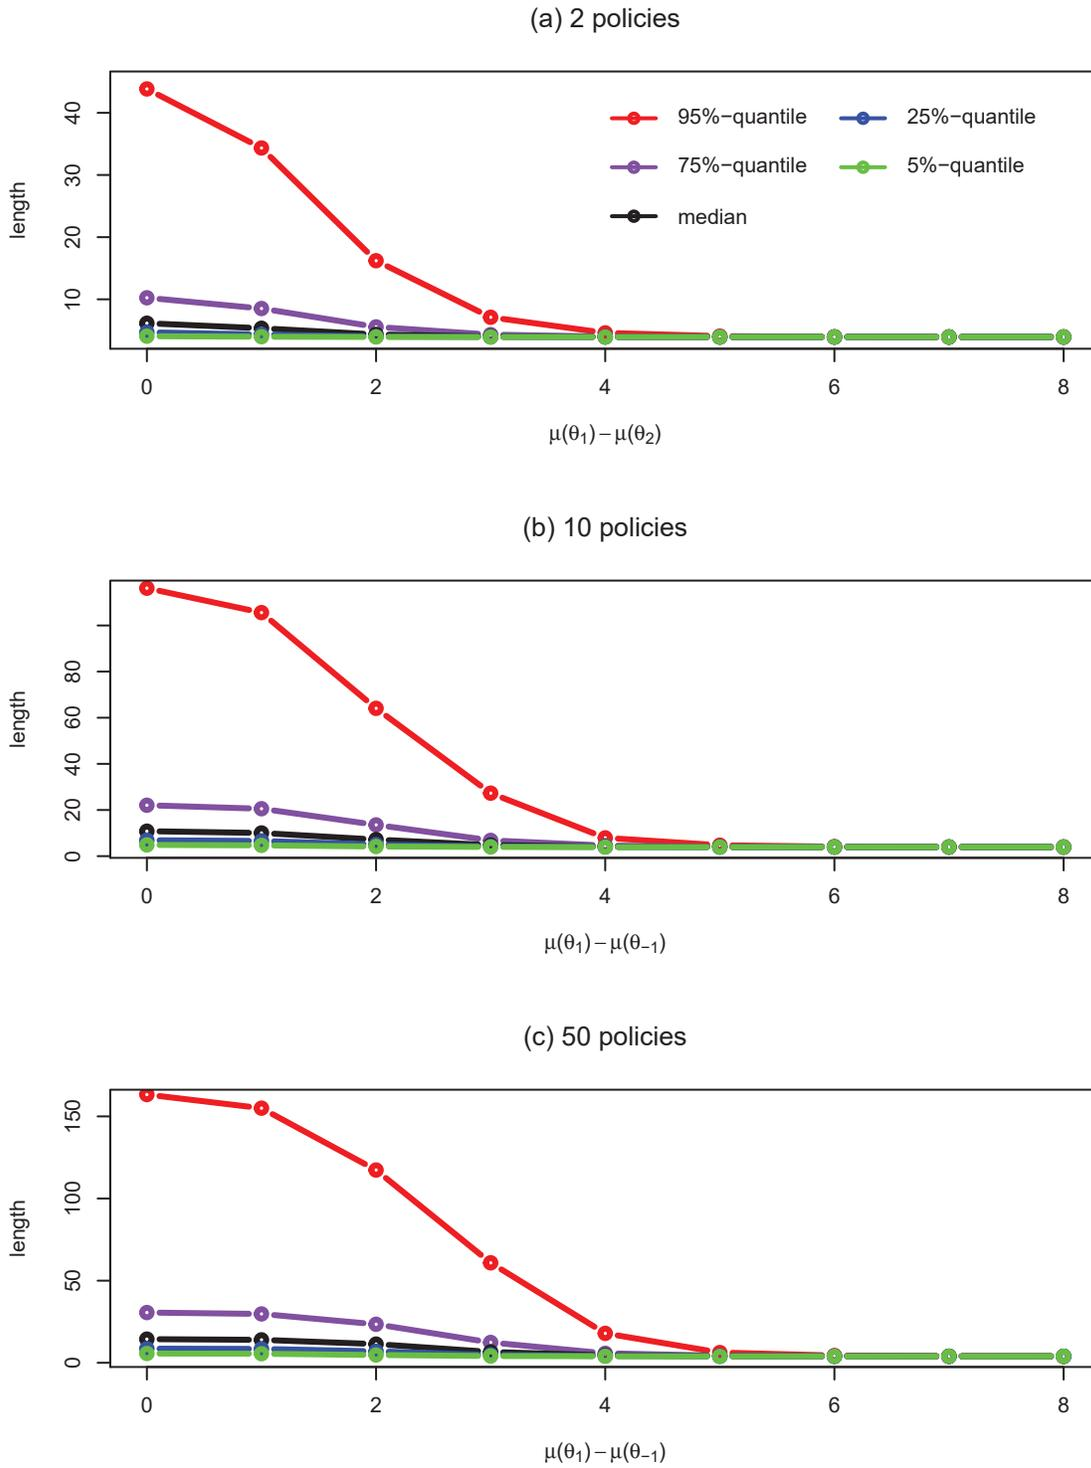 (a) 2 policies
40
30
20
10
length
95%−quantile
25%−quantile
75%−quantile
5%−quantile
median
0 2 4 6 8
μ(θ1)−μ(θ2)
(b) 10 policies
80
60
40
20
0
length
0 2 4 6 8
μ(θ1)−μ(θ−1)
(c) 50 policies
150
100
50
0
length
0 2 4 6 8
μ(θ1)−μ(θ−1)